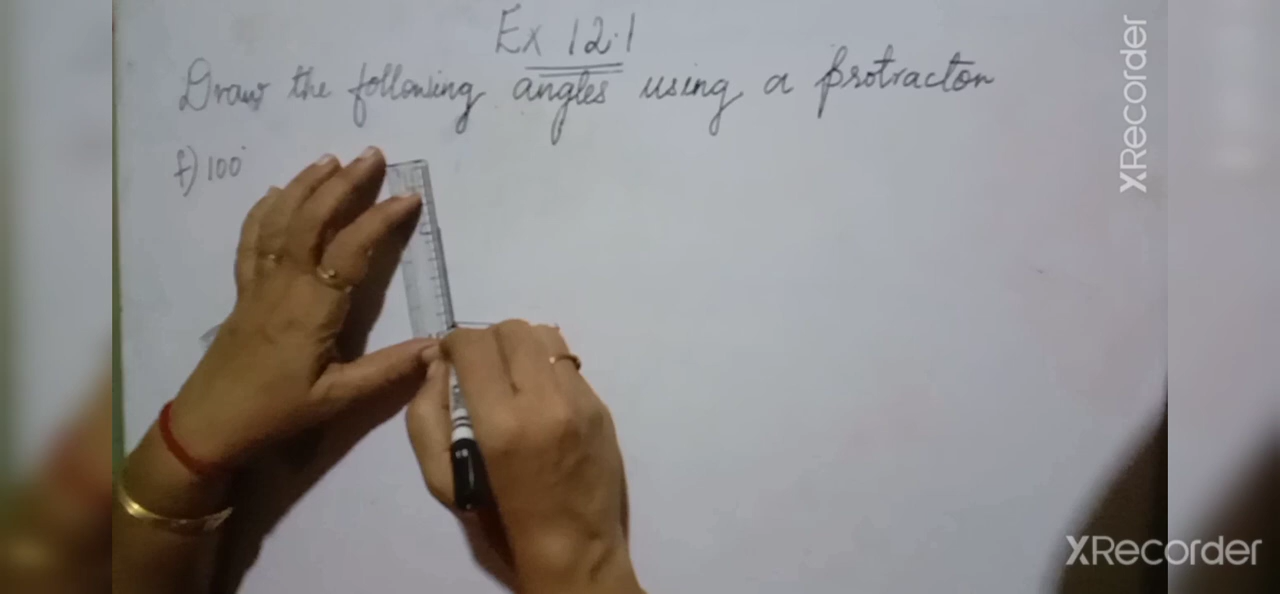 Ex 12.1
Draw the following angles using a protractor
f) 100°
XRecorder
XRecorder